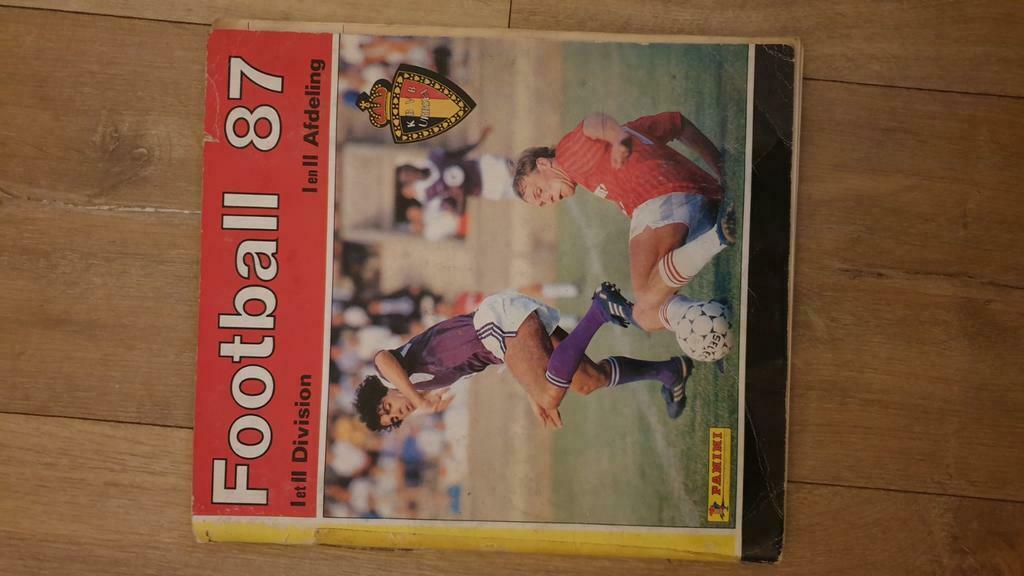 Football 87
I et II Division
I en II Afdeling
K B V B
U R B S F A
PANINI